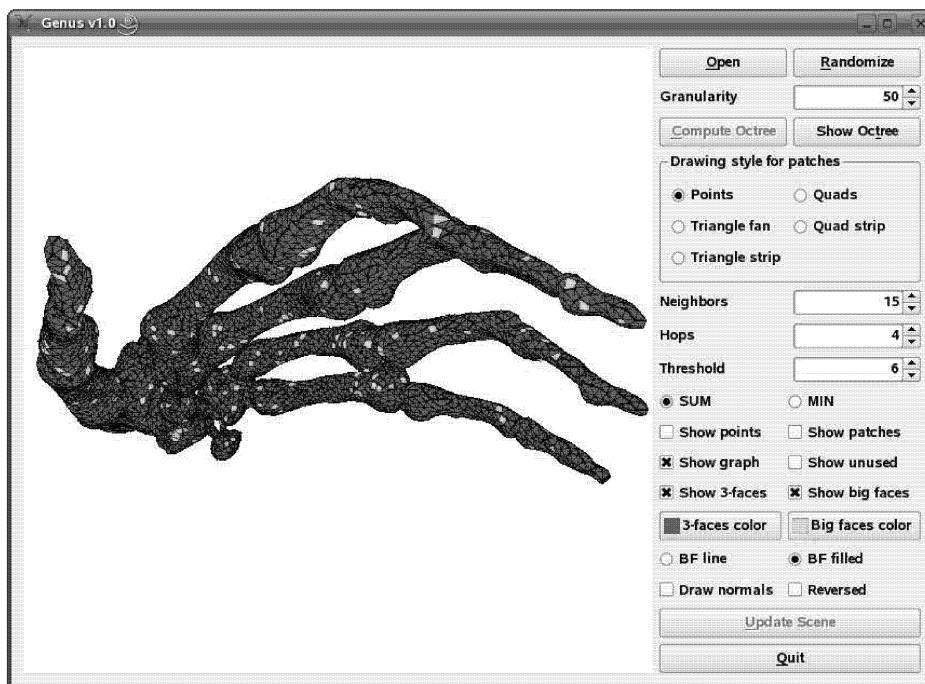 Genus v1.0
Open Randomize
Granularity 50
Compute Octree Show Octree
Drawing style for patches
Points Quads
Triangle fan Quad strip
Triangle strip
Neighbors 15
Hops 4
Threshold 6
SUM MIN
Show points Show patches
Show graph Show unused
Show 3-faces Show big faces
3-faces color Big faces color
BF line BF filled
Draw normals Reversed
Update Scene
Quit